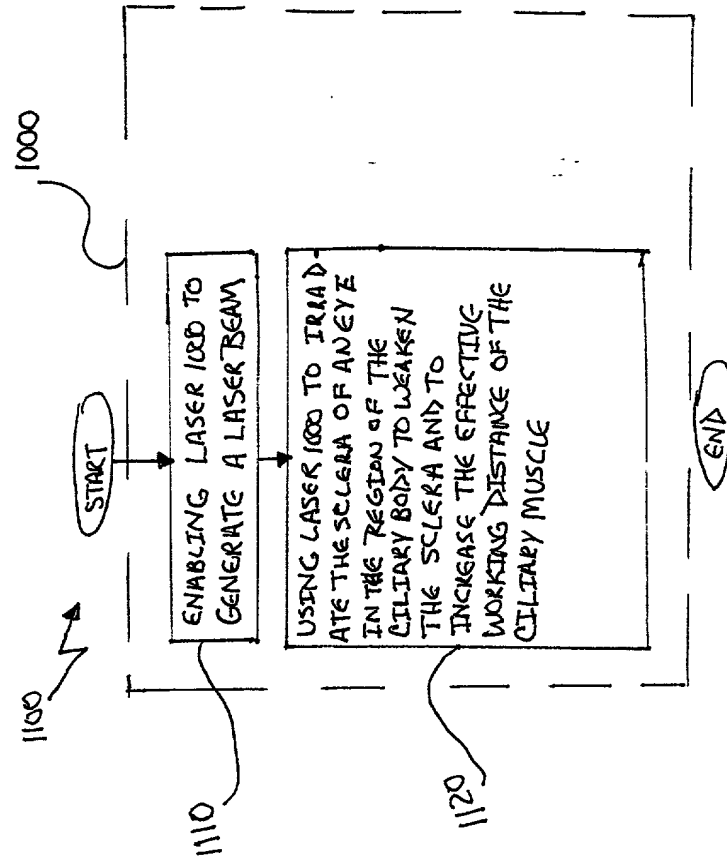 1100
1000
START
1110
ENABLING LASER 1000 TO
GENERATE A LASER BEAM
1120
USING LASER 1000 TO IRRAD-
ATE THE SCLERA OF AN EYE
IN THE REGION OF THE
CILIARY BODY TO WEAKEN
THE SCLERA AND TO
INCREASE THE EFFECTIVE
WORKING DISTANCE OF THE
CILIARY MUSCLE
END